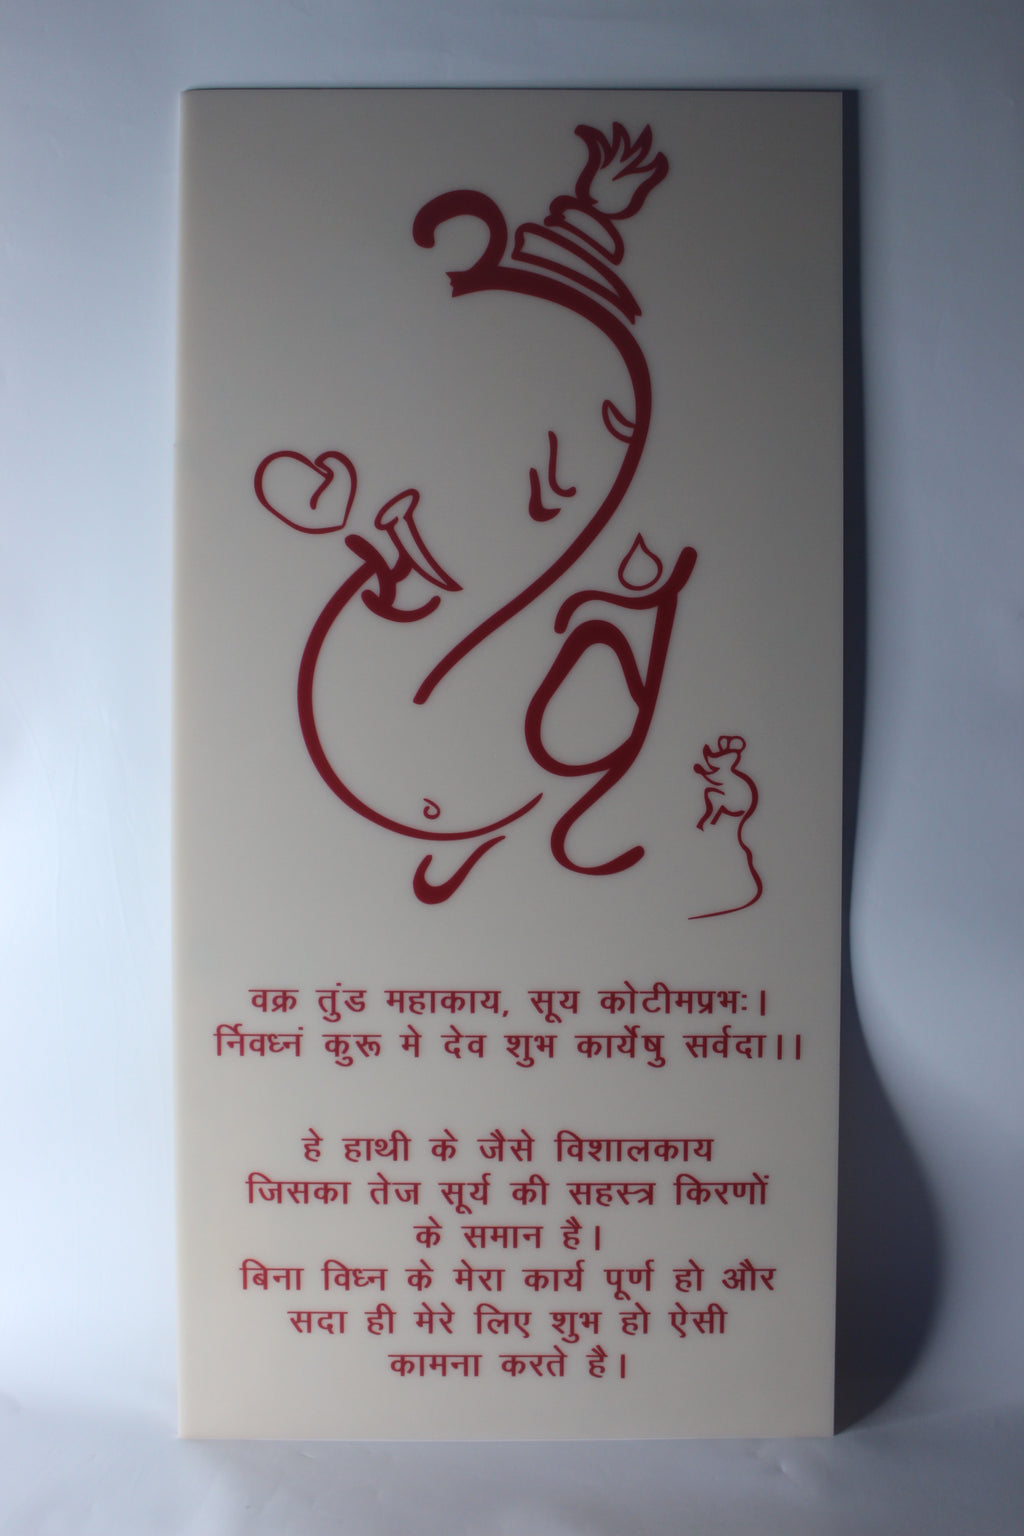 वक्र तुंड महाकाय, सूय कोटीमप्रभः।
र्निवध्नं कुरू मे देव शुभ कार्येषु सर्वदा।।
हे हाथी के जैसे विशालकाय
जिसका तेज सूर्य की सहस्त्र किरणों
के समान है।
बिना विध्न के मेरा कार्य पूर्ण हो और
सदा ही मेरे लिए शुभ हो ऐसी
कामना करते है।